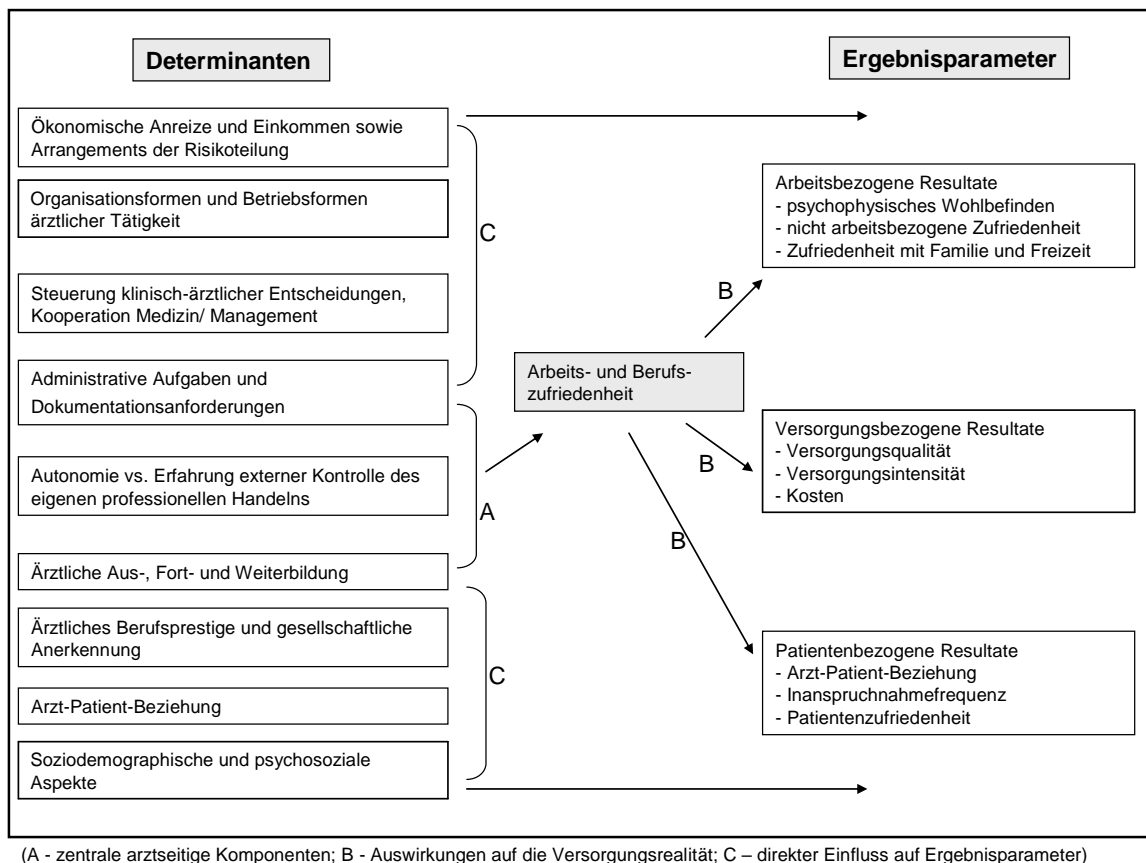 Determinanten
Ergebnisparameter
Ökonomische Anreize und Einkommen sowie
Arrangements der Risikoteilung
Organisationsformen und Betriebsformen
ärztlicher Tätigkeit
Steuerung klinisch-ärztlicher Entscheidungen,
Kooperation Medizin/ Management
Administrative Aufgaben und
Dokumentationsanforderungen
Autonomie vs. Erfahrung externer Kontrolle des
eigenen professionellen Handelns
Ärztliche Aus-, Fort- und Weiterbildung
Ärztliches Berufsprestige und gesellschaftliche
Anerkennung
Arzt-Patient-Beziehung
Soziodemographische und psychosoziale
Aspekte
C
A
C
Arbeits- und Berufs-
zufriedenheit
B
B
B
Arbeitsbezogene Resultate
- psychophysisches Wohlbefinden
- nicht arbeitsbezogene Zufriedenheit
- Zufriedenheit mit Familie und Freizeit
Versorgungsbezogene Resultate
- Versorgungsqualität
- Versorgungsintensität
- Kosten
Patientenbezogene Resultate
- Arzt-Patient-Beziehung
- Inanspruchnahmefrequenz
- Patientenzufriedenheit
(A - zentrale arztseitige Komponenten; B - Auswirkungen auf die Versorgungsrealität; C – direkter Einfluss auf Ergebnisparameter)